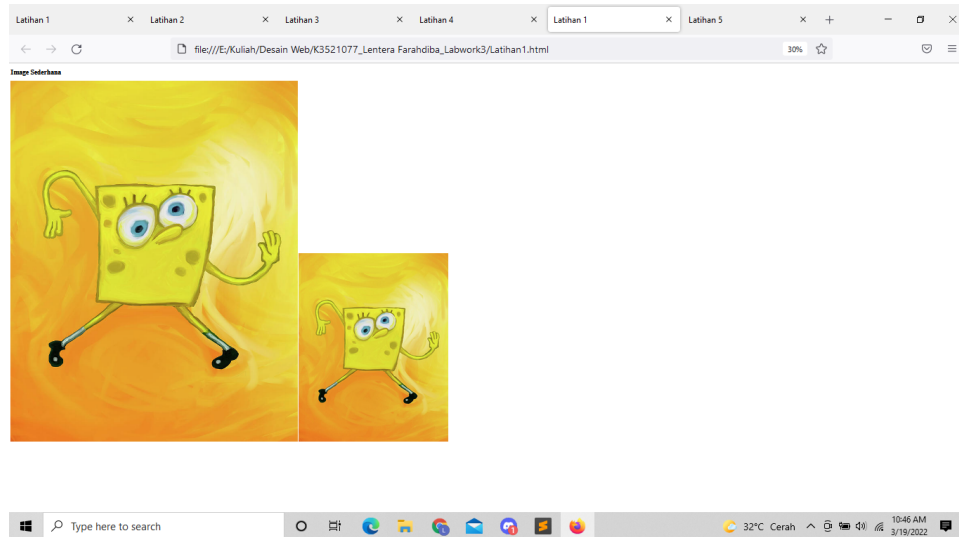 Latihan 1
Latihan 2
Latihan 3
Latihan 4
Latihan 1
Latihan 5
file:///E:/Kuliah/Desain Web/K3521077_Lentera Farahdiba_Labwork3/Latihan1.html
30%
Image Sederhana
Type here to search
32°C Cerah
10:46 AM
3/19/2022